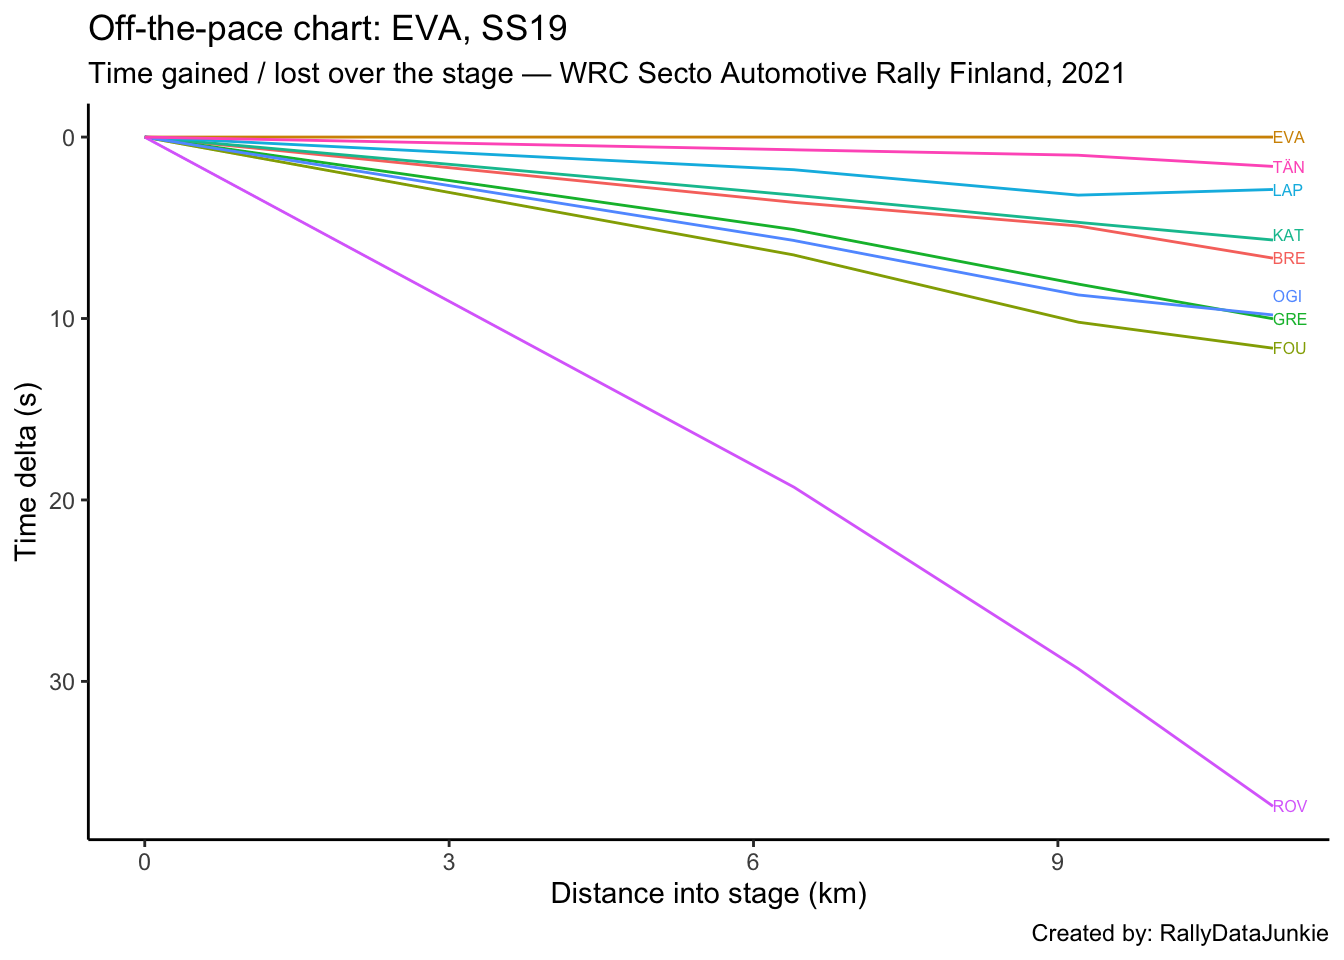 Off-the-pace chart: EVA, SS19
Time gained / lost over the stage — WRC Secto Automotive Rally Finland, 2021
0
10
20
30
Time delta (s)
EVA
TÄN
LAP
KAT
BRE
OGI
GRE
FOU
ROV
0 3 6 9
Distance into stage (km)
Created by: RallyDataJunkie